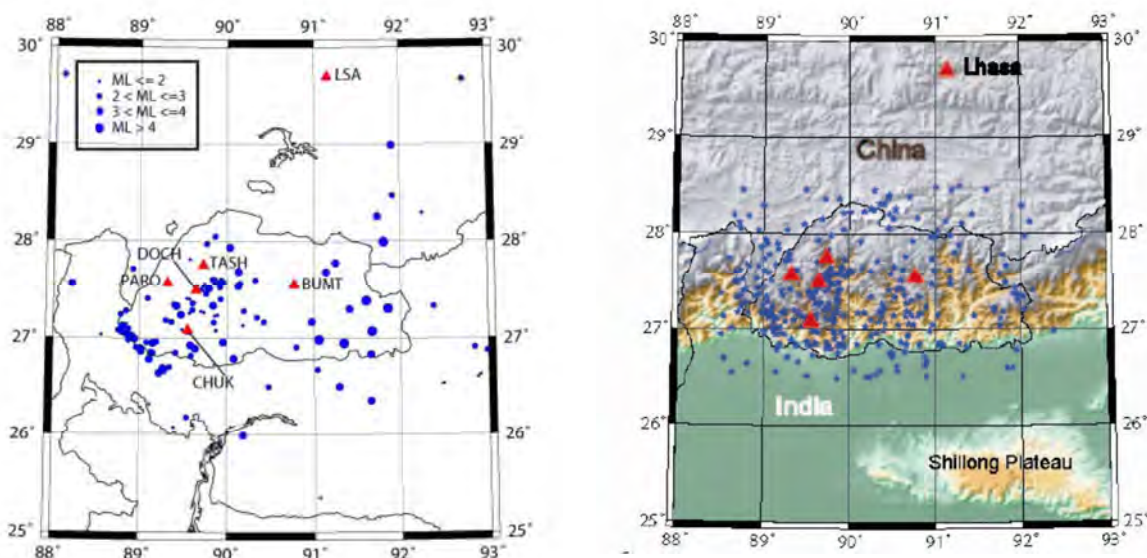 88° 89° 90° 91° 92° 93°
30° 30°
ML <= 2
2 < ML <=3
3 < ML <=4
ML > 4
LSA
29° 29°
28° 28°
DOCH
TASH
PARO
BUMT
27° 27°
CHUK
26° 26°
25° 25°
88° 89° 90° 91° 92° 93°
88° 89° 90° 91° 92° 93°
30° 30°
Lhasa
29° 29°
China
28° 28°
27° 27°
India
26° 26°
Shillong Plateau
25° 25°
88° 89° 90° 91° 92° 93°